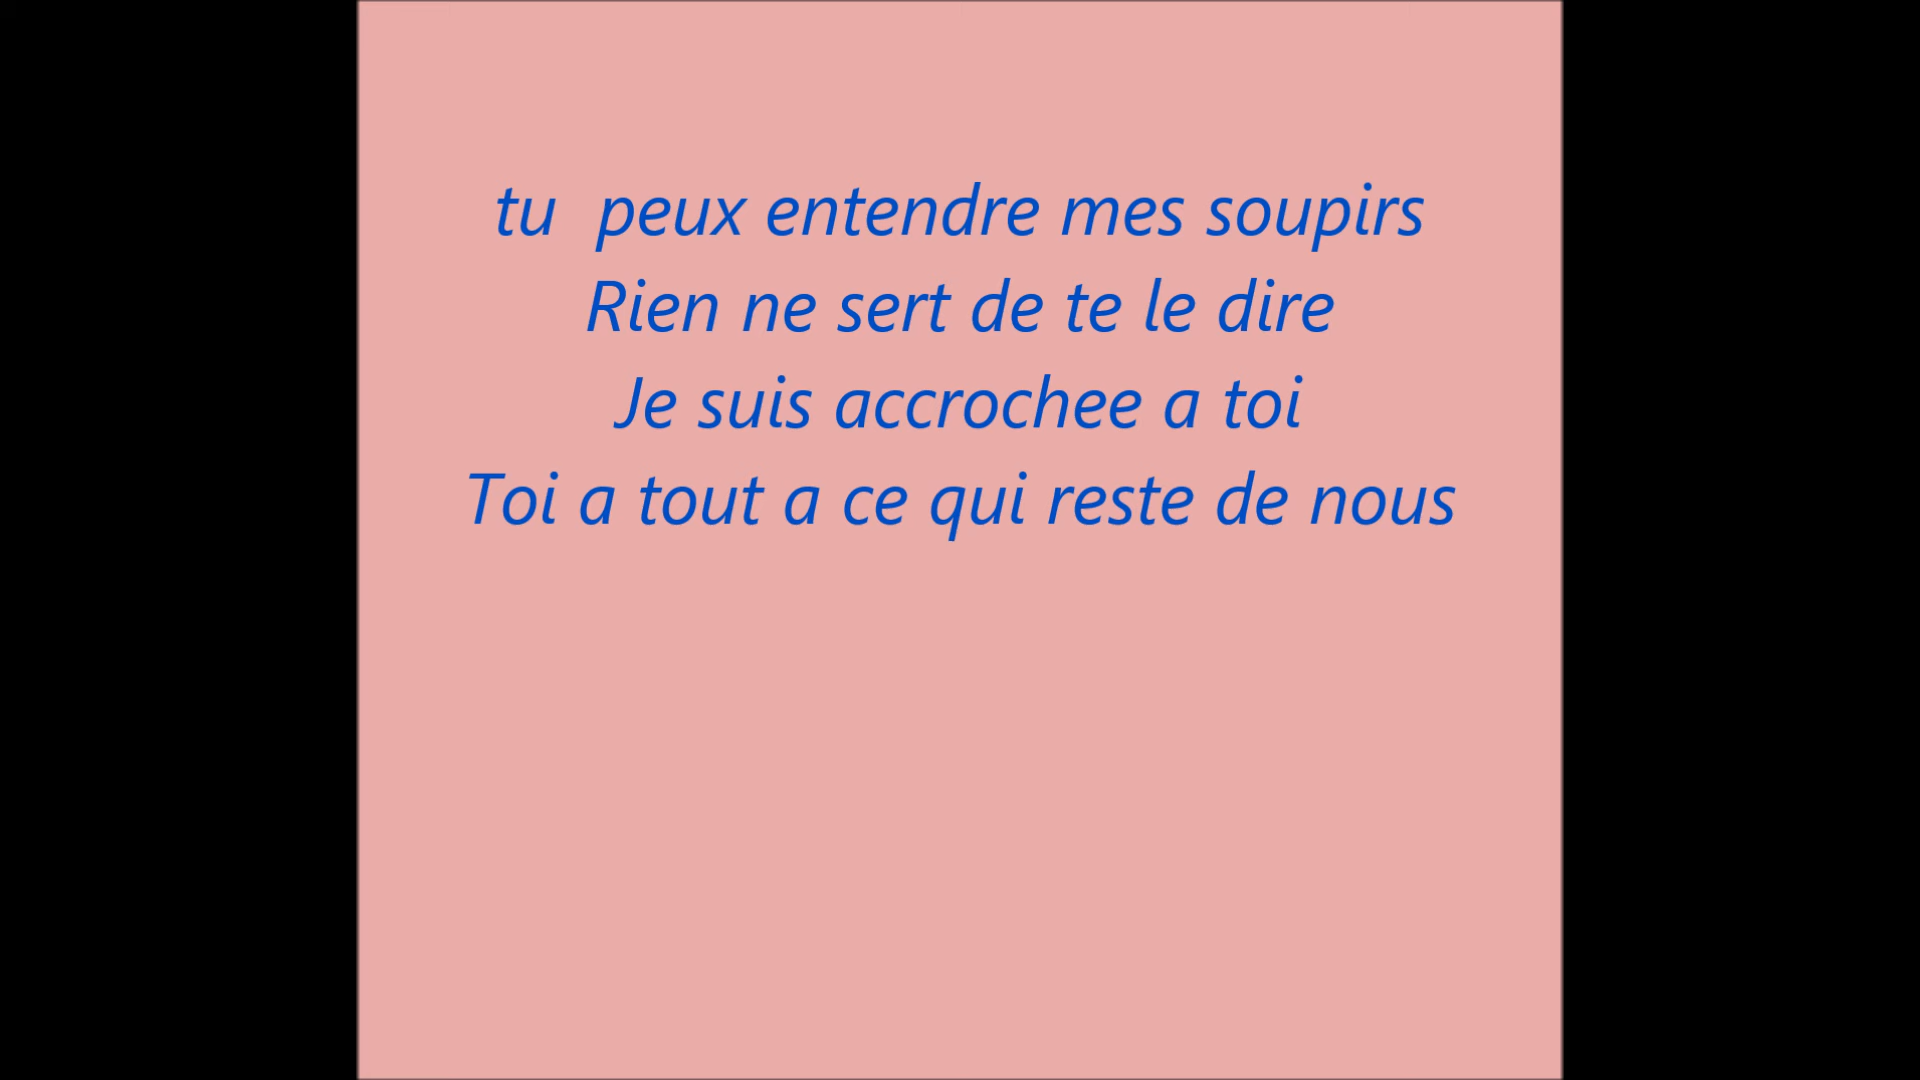 tu  peux entendre mes soupirs
Rien ne sert de te le dire
Je suis accrochee a toi
Toi a tout a ce qui reste de nous